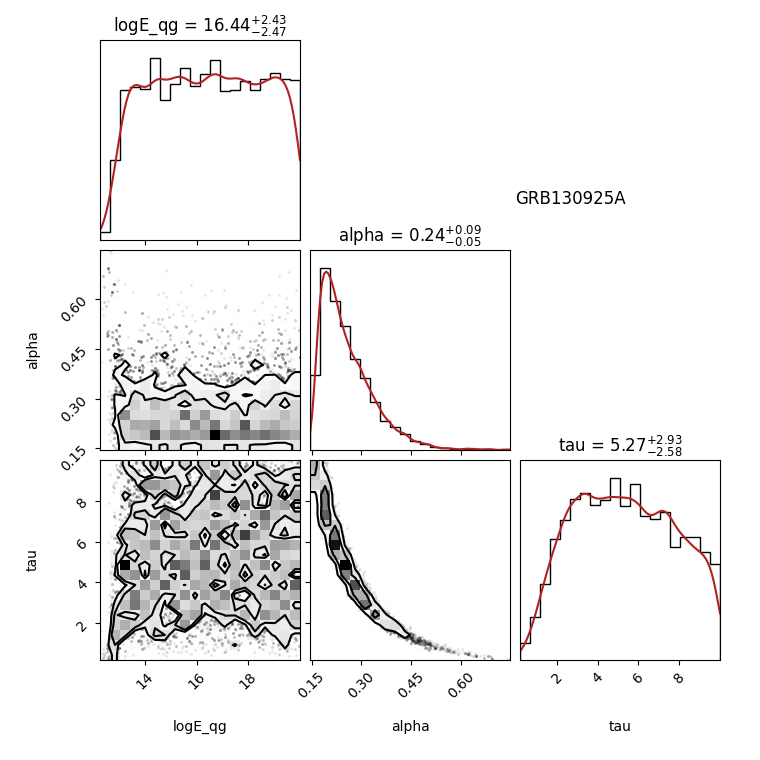 logE_qg = 16.44+2.43 −2.47
GRB130925A
alpha = 0.24+0.09 −0.05
alpha
0.60
0.45
0.30
0.15
tau = 5.27+2.93 −2.58
tau
8
6
4
2
14 16 18
0.15 0.30 0.45 0.60
2 4 6 8
logE_qg alpha tau